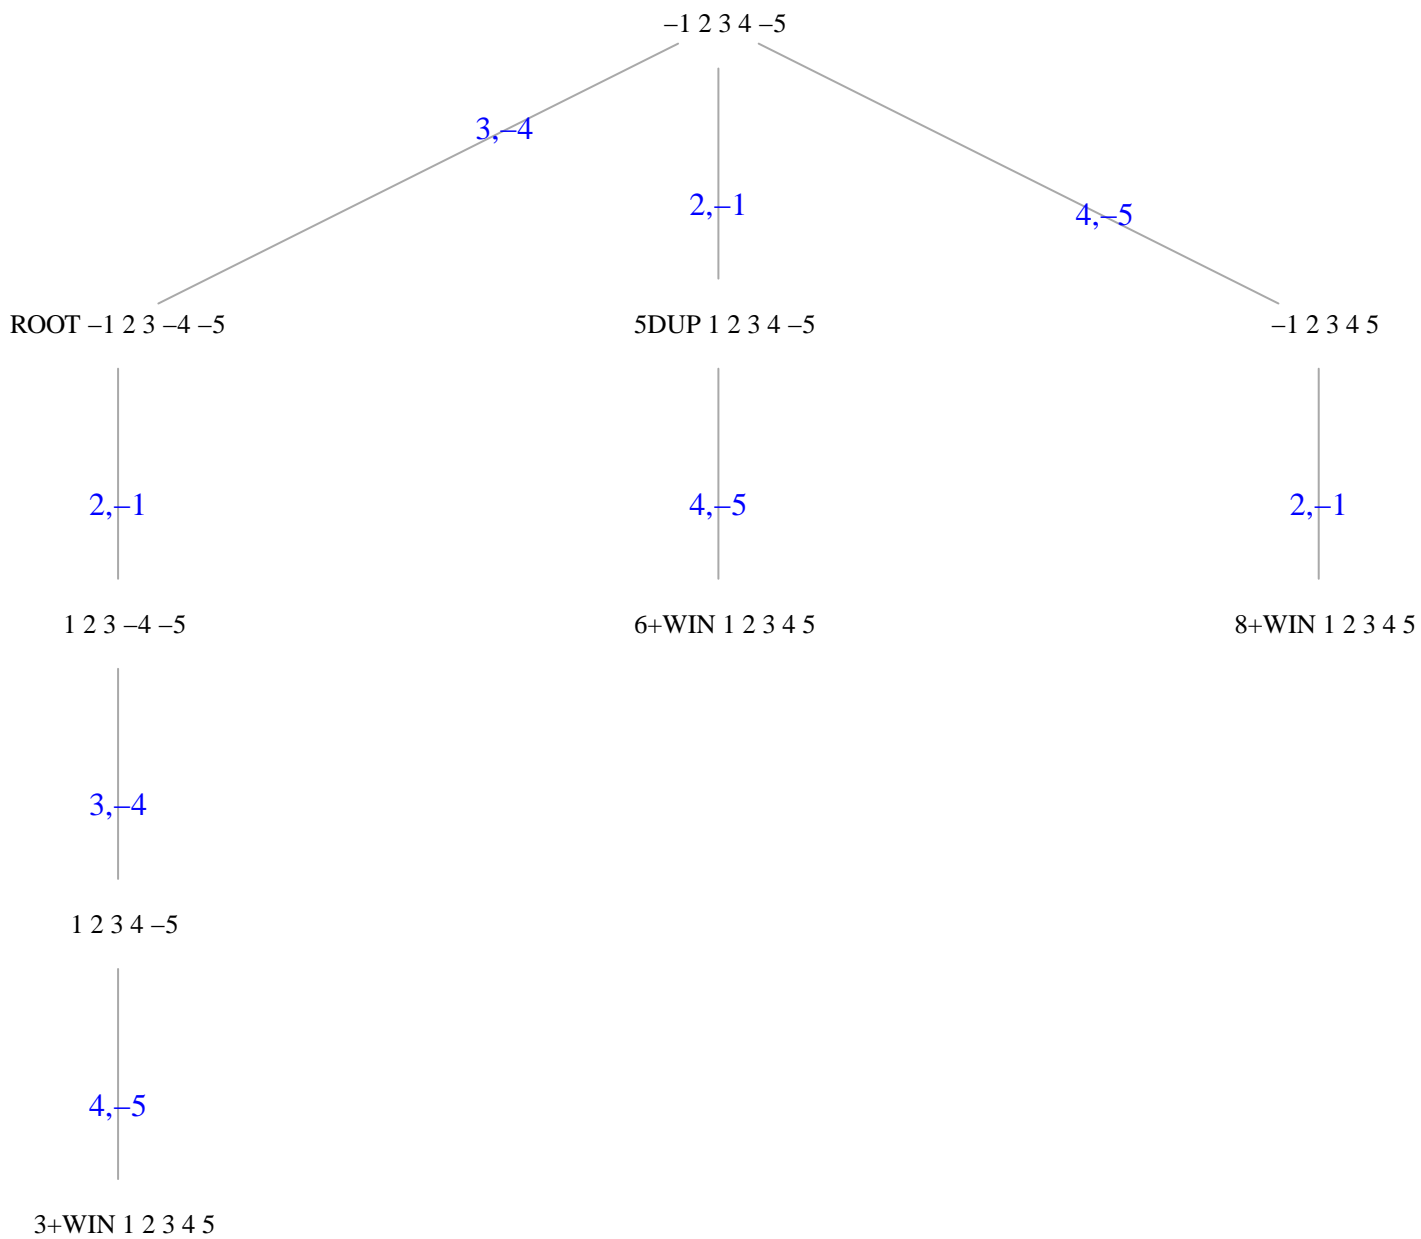 –1 2 3 4 –5
3,–4
2,–1
4,–5
ROOT –1 2 3 –4 –5
5DUP 1 2 3 4 –5
–1 2 3 4 5
2,–1
4,–5
2,–1
1 2 3 –4 –5
6+WIN 1 2 3 4 5
8+WIN 1 2 3 4 5
3,–4
1 2 3 4 –5
4,–5
3+WIN 1 2 3 4 5